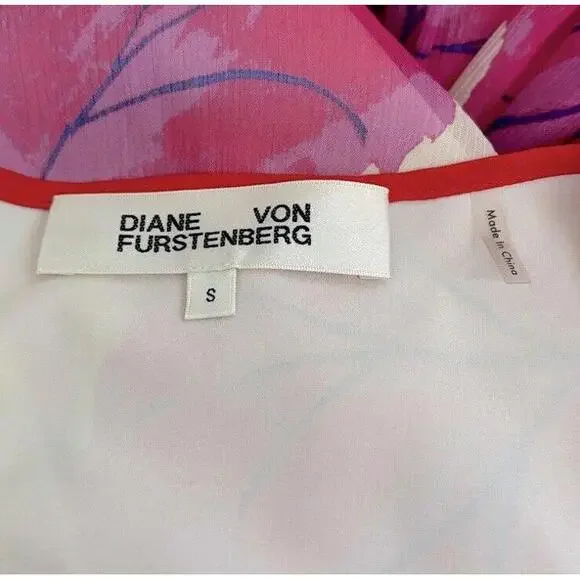 DIANE VON
FURSTENBERG
S
Made in China